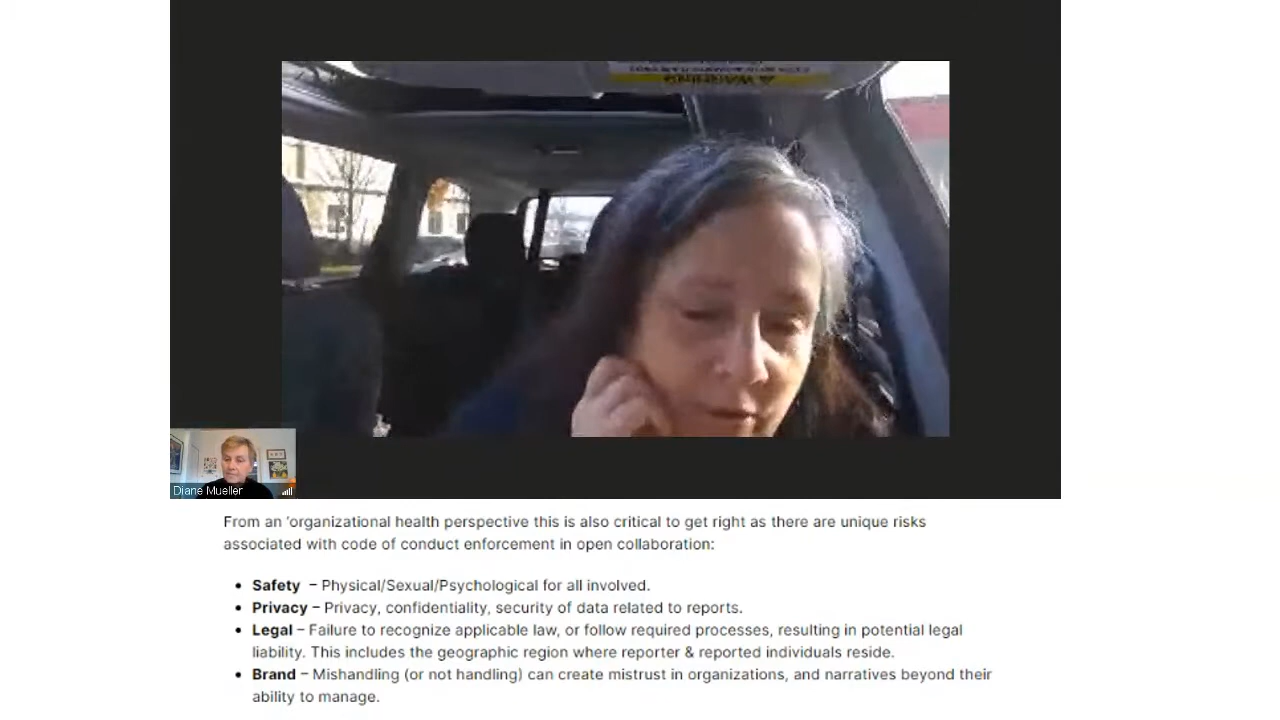 WARNING
Diane Mueller
From an ‘organizational health perspective this is also critical to get right as there are unique risks
associated with code of conduct enforcement in open collaboration:
• Safety – Physical/Sexual/Psychological for all involved.
• Privacy – Privacy, confidentiality, security of data related to reports.
• Legal – Failure to recognize applicable law, or follow required processes, resulting in potential legal
liability. This includes the geographic region where reporter & reported individuals reside.
• Brand – Mishandling (or not handling) can create mistrust in organizations, and narratives beyond their
ability to manage.